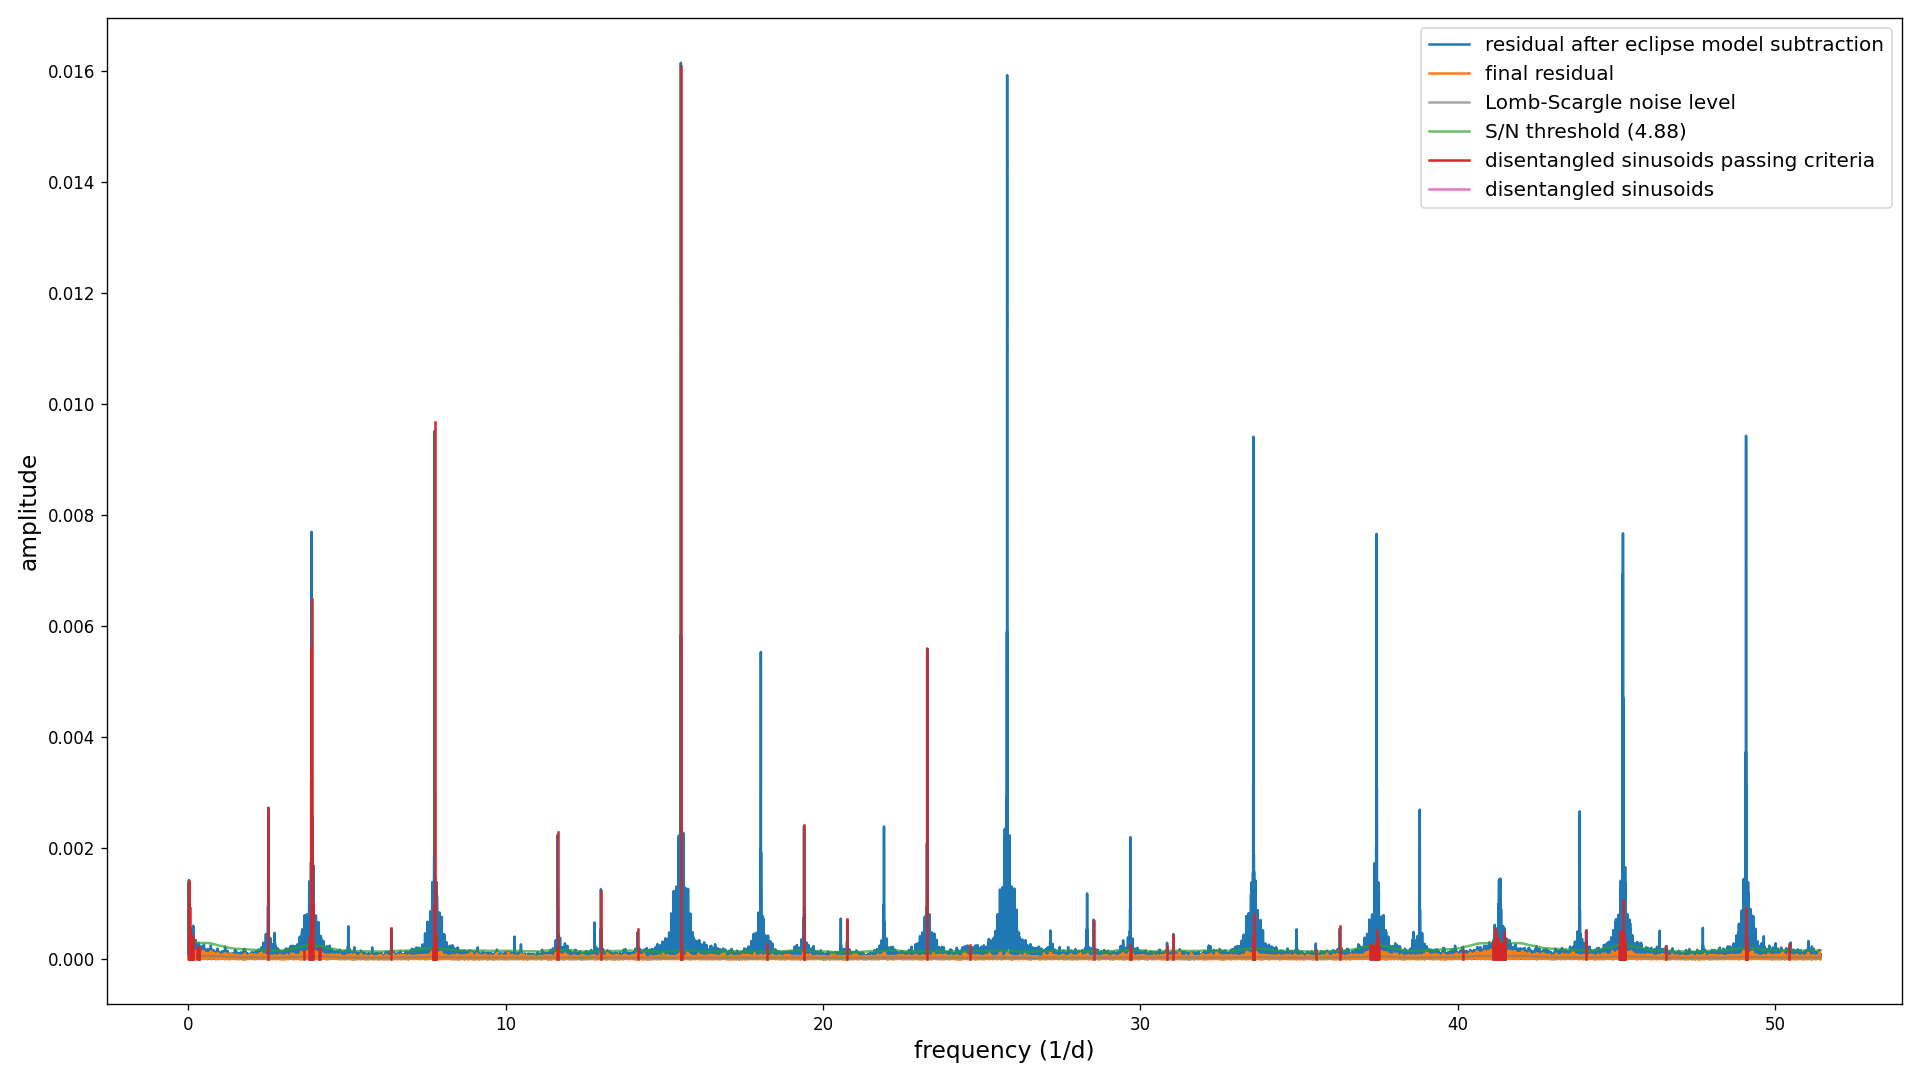 residual after eclipse model subtraction
final residual
Lomb-Scargle noise level
S/N threshold (4.88)
disentangled sinusoids passing criteria
disentangled sinusoids
0.016
0.014
0.012
0.010
0.008
0.006
0.004
0.002
0.000
amplitude
0 10 20 30 40 50
frequency (1/d)